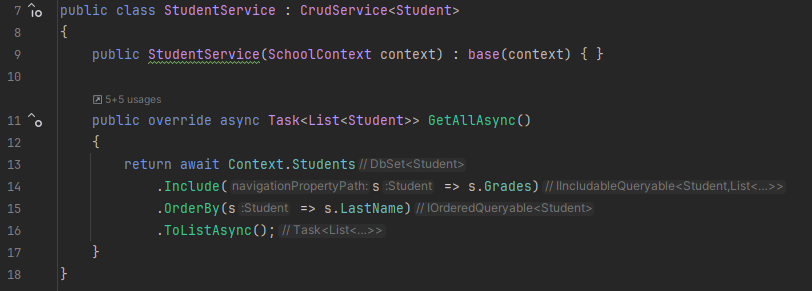 7 public class StudentService : CrudService<Student>
8 {
9 public StudentService(SchoolContext context) : base(context) { }
10
5+5 usages
11 public override async Task<List<Student>> GetAllAsync()
12 {
13 return await Context.Students // DbSet<Student>
14 .Include( navigationPropertyPath: s :Student => s.Grades) // IIncludableQueryable<Student,List<...>>
15 .OrderBy(s :Student => s.LastName) // IOrderedQueryable<Student>
16 .ToListAsync(); // Task<List<...>>
17 }
18 }